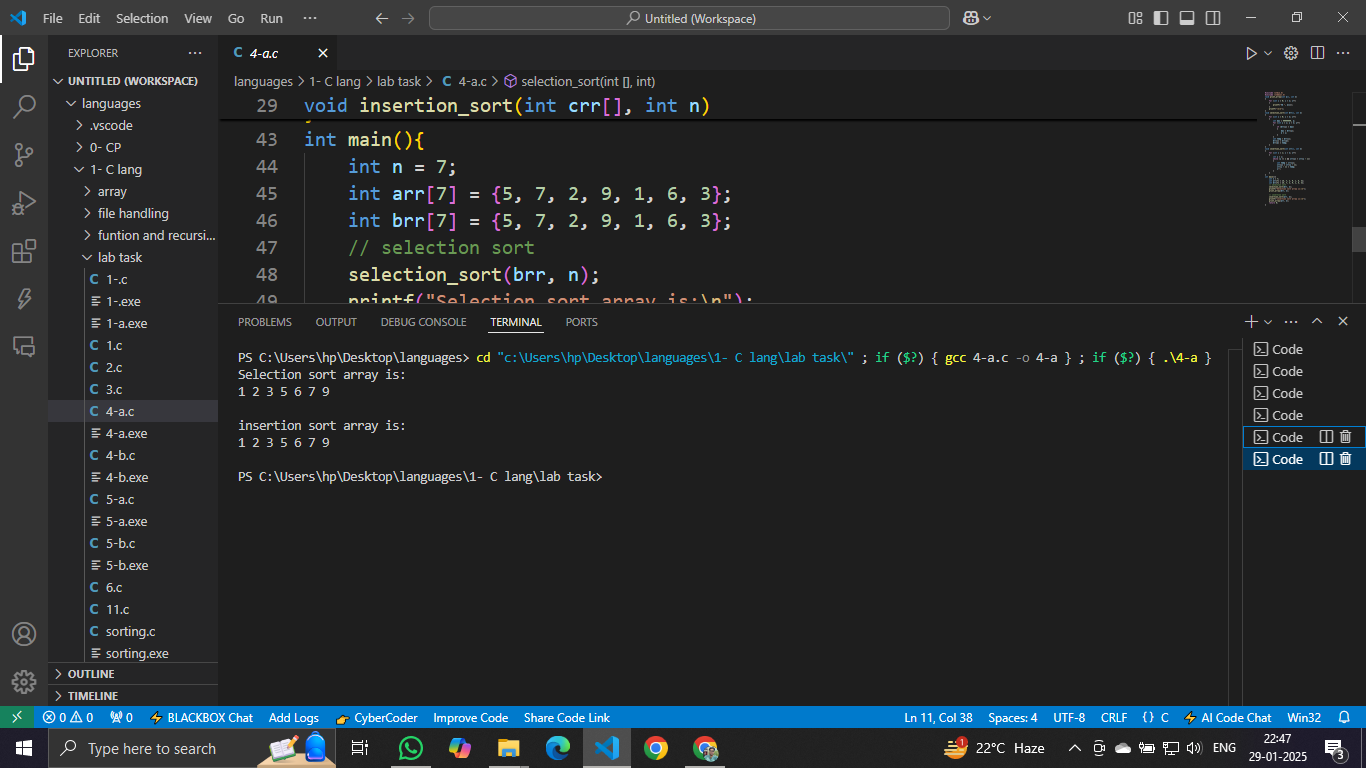 File Edit Selection View Go Run ··· Untitled (Workspace)
EXPLORER ···
UNTITLED (WORKSPACE)
languages
.vscode
0- CP
1- C lang
array
file handling
funtion and recursi...
lab task
C 1-.c
1-.exe
1-a.exe
C 1.c
C 2.c
C 3.c
C 4-a.c
4-a.exe
C 4-b.c
4-b.exe
C 5-a.c
5-a.exe
C 5-b.c
5-b.exe
C 6.c
C 11.c
C sorting.c
sorting.exe
OUTLINE
TIMELINE
C 4-a.c
languages > 1- C lang > lab task > C 4-a.c > selection_sort(int [], int)
29 void insertion_sort(int crr[], int n)
43 int main(){
44 int n = 7;
45 int arr[7] = {5, 7, 2, 9, 1, 6, 3};
46 int brr[7] = {5, 7, 2, 9, 1, 6, 3};
47 // selection sort
48 selection_sort(brr, n);
49 printf("Selection sort array is:\n");
PROBLEMS OUTPUT DEBUG CONSOLE TERMINAL PORTS
PS C:\Users\hp\Desktop\languages> cd "c:\Users\hp\Desktop\languages\1- C lang\lab task\" ; if ($?) { gcc 4-a.c -o 4-a } ; if ($?) { .\4-a }
Selection sort array is:
1 2 3 5 6 7 9
insertion sort array is:
1 2 3 5 6 7 9
PS C:\Users\hp\Desktop\languages\1- C lang\lab task>
Code
Code
Code
Code
Code
Code
0 0 0 BLACKBOX Chat Add Logs CyberCoder Improve Code Share Code Link Ln 11, Col 38 Spaces: 4 UTF-8 CRLF {} C AI Code Chat Win32
Type here to search 1 22°C Haze ENG 22:47 3
29-01-2025